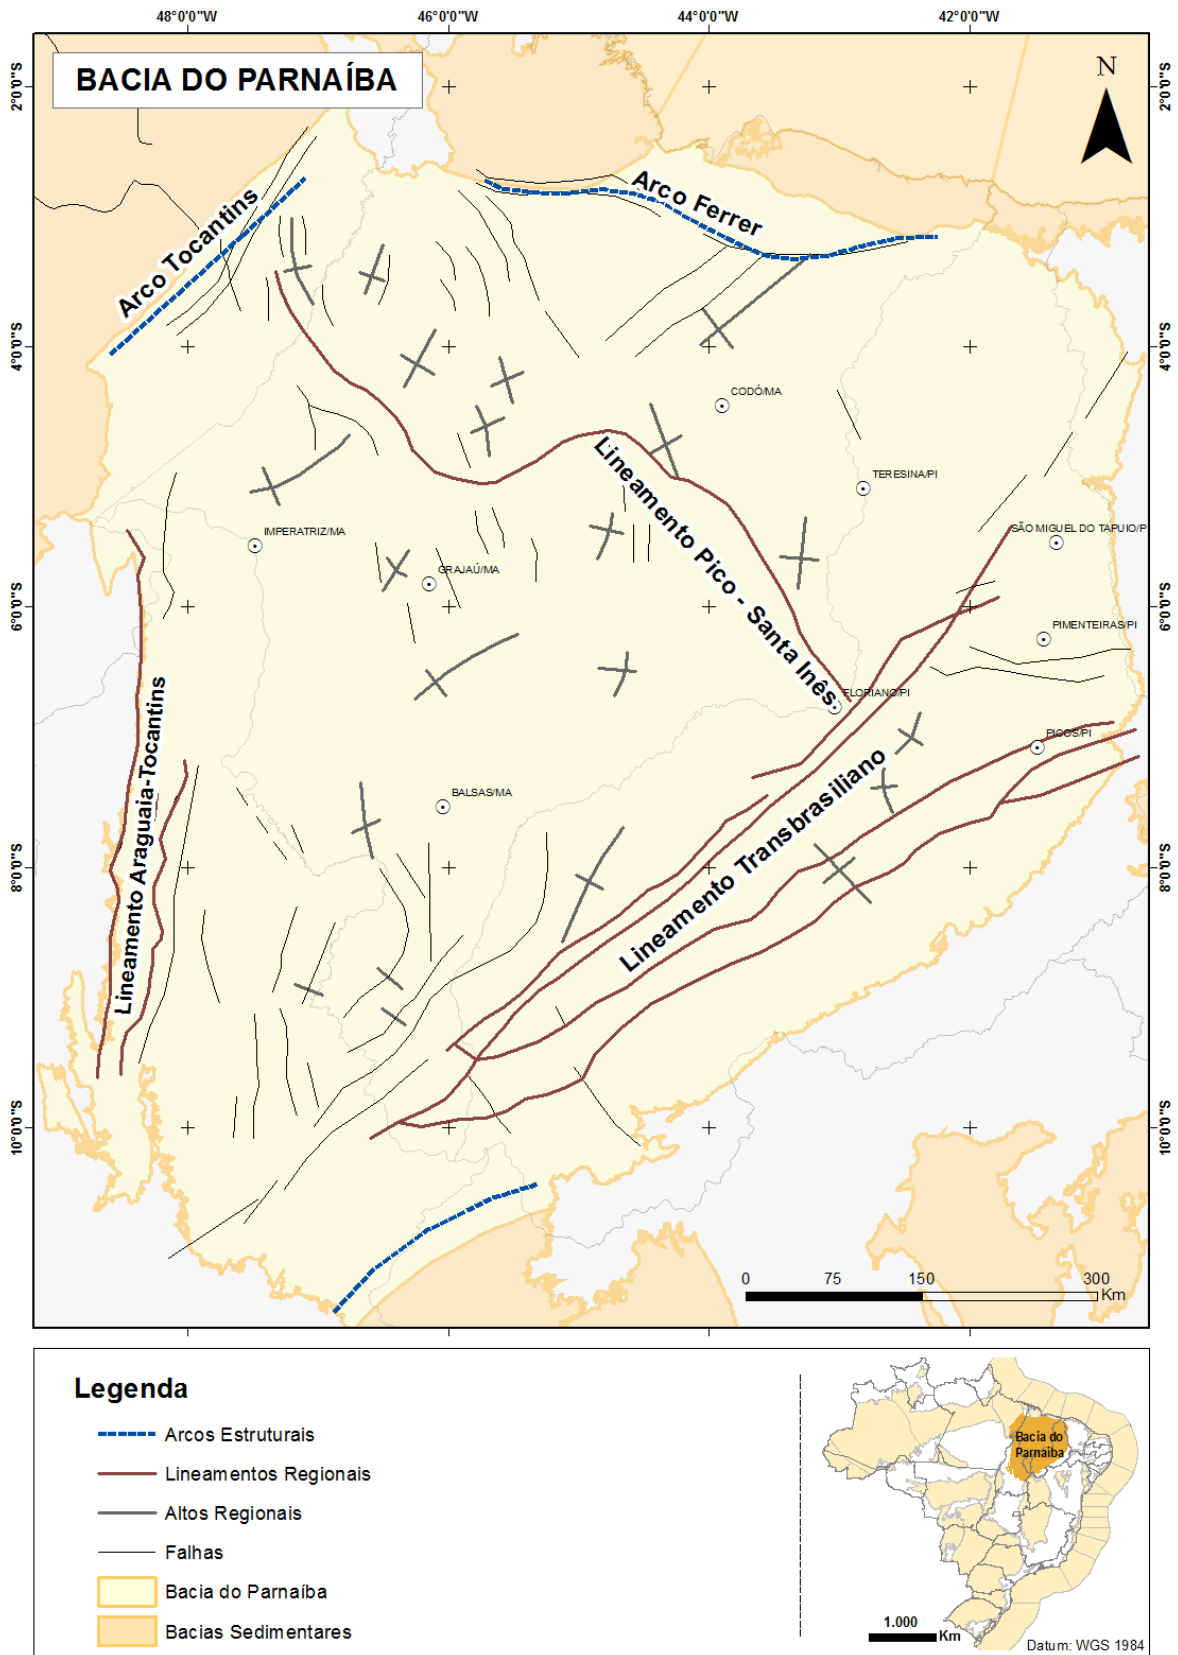 48°0'0"W
46°0'0"W
44°0'0"W
42°0'0"W
BACIA DO PARNAÍBA
N
2°0'0"S
2°0'0"S
Arco Tocantins
Arco Ferrer
4°0'0"S
4°0'0"S
CODÓ/MA
Lineamento Pico - Santa Inês
TERESINA/PI
IMPERATRIZ/MA
SÃO MIGUEL DO TAPUIO/P
GRAJAÚ/MA
6°0'0"S
6°0'0"S
PIMENTEIRAS/PI
FLORIANO/PI
Lineamento Araguaia-Tocantins
PICOS/PI
BALSAS/MA
Lineamento Transbrasiliano
8°0'0"S
8°0'0"S
10°0'0"S
10°0'0"S
0 75 150 300
Km
Legenda
Arcos Estruturais
Lineamentos Regionais
Altos Regionais
Falhas
Bacia do Parnaíba
Bacias Sedimentares
Bacia do
Parnaíba
1.000
Km
Datum: WGS 1984